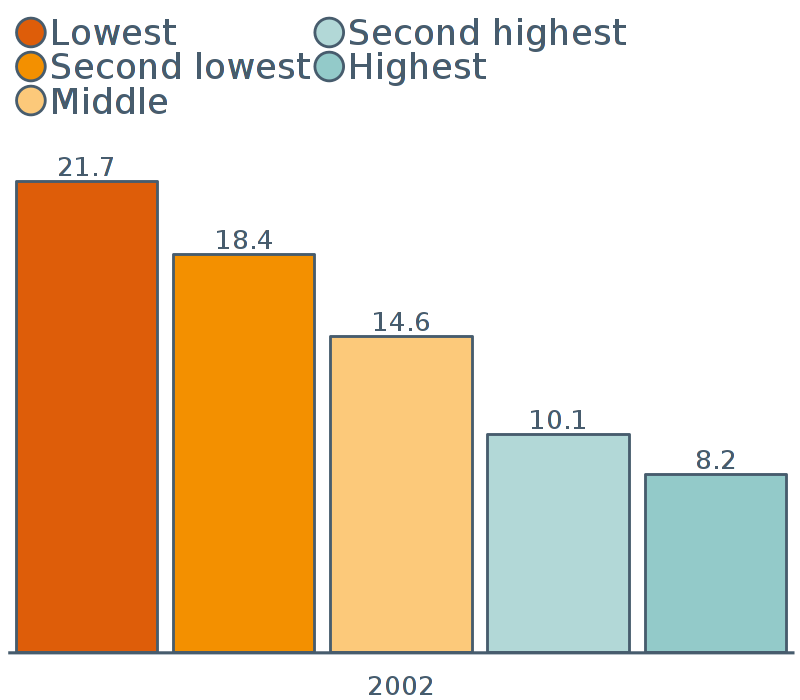 Lowest
Second lowest
Middle
Second highest
Highest
21.7
18.4
14.6
10.1
8.2
2002